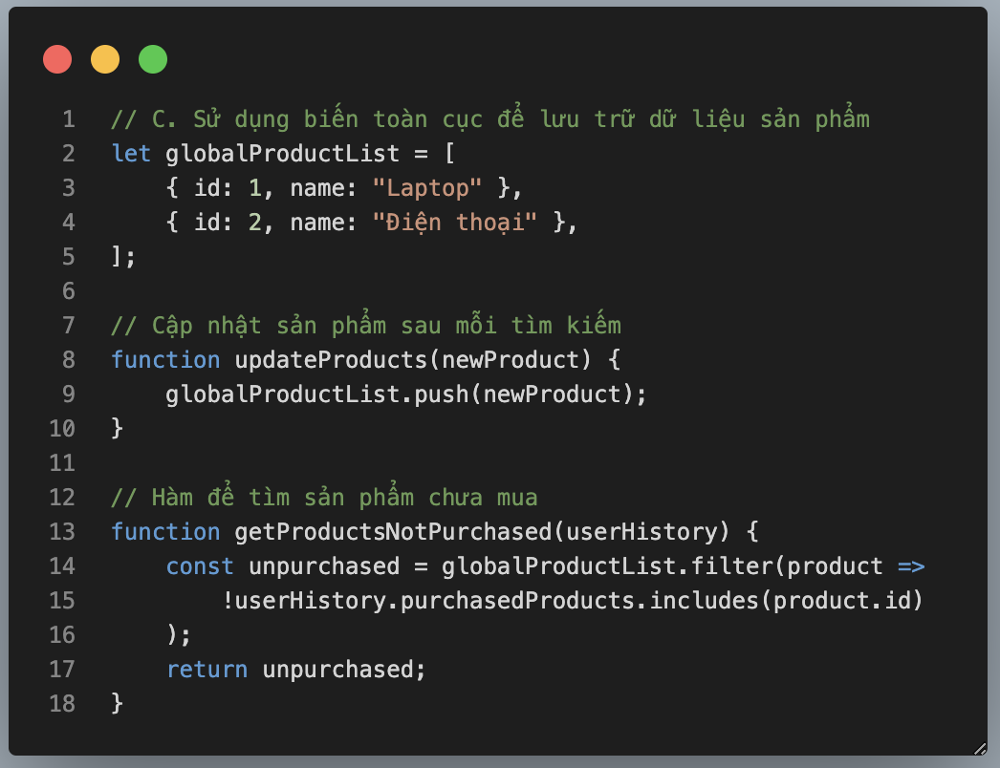 1 // C. Sử dụng biến toàn cục để lưu trữ dữ liệu sản phẩm
2 let globalProductList = [
3     { id: 1, name: "Laptop" },
4     { id: 2, name: "Điện thoại" },
5 ];
6
7 // Cập nhật sản phẩm sau mỗi tìm kiếm
8 function updateProducts(newProduct) {
9     globalProductList.push(newProduct);
10 }
11
12 // Hàm để tìm sản phẩm chưa mua
13 function getProductsNotPurchased(userHistory) {
14     const unpurchased = globalProductList.filter(product =>
15         !userHistory.purchasedProducts.includes(product.id)
16     );
17     return unpurchased;
18 }